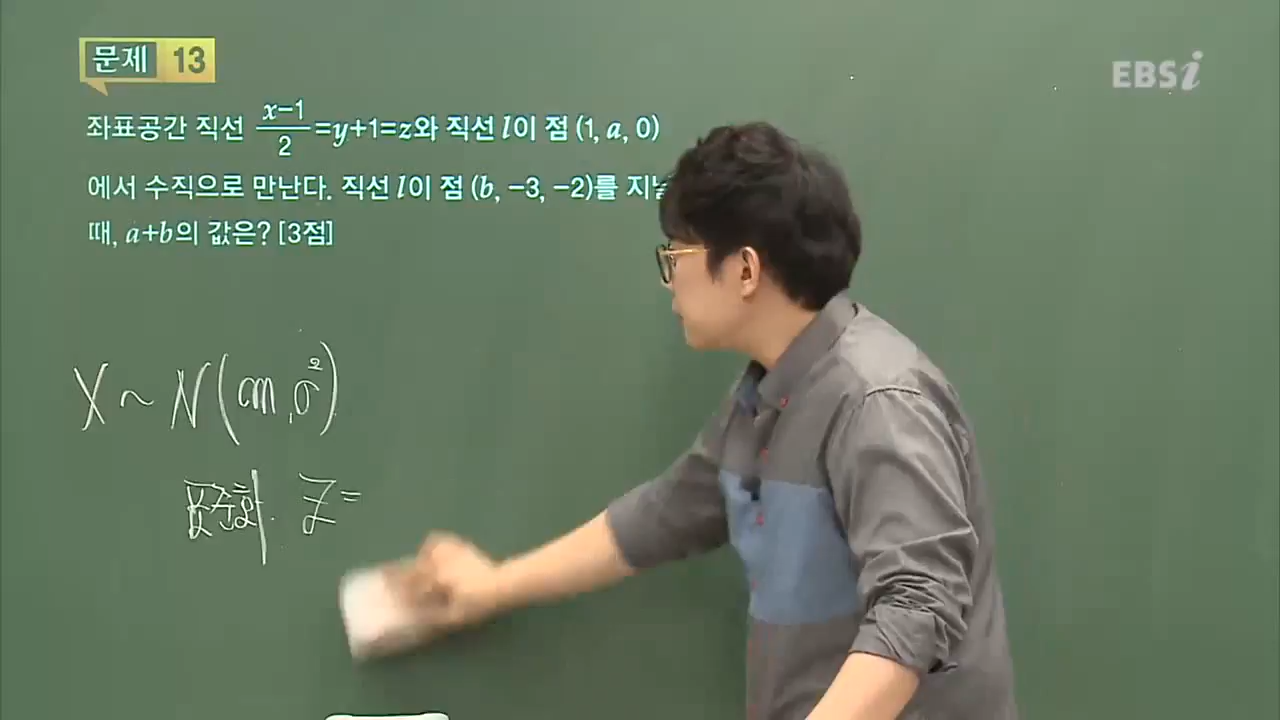 문제 13
EBSi
좌표공간 직선 \frac{x-1}{2}=y+1=z와 직선 l이 점 (1, a, 0)
에서 수직으로 만난다. 직선 l이 점 (b, -3, -2)를
때, a+b의 값은? [3점]
X ~ N(m, σ²)
표준화 Z=